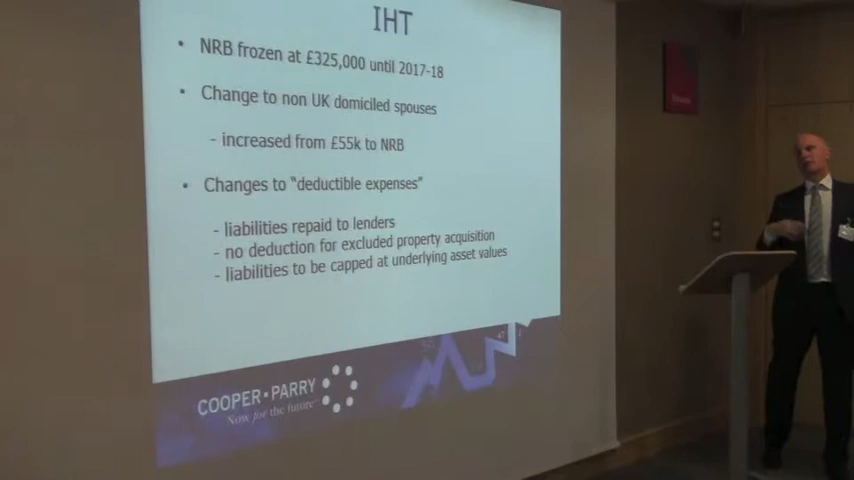 IHT
• NRB frozen at £325,000 until 2017-18
• Change to non UK domiciled spouses
- increased from £55k to NRB
• Changes to "deductible expenses"
- liabilities repaid to lenders
- no deduction for excluded property acquisition
- liabilities to be capped at underlying asset values
COOPER•PARRY
Now for the future